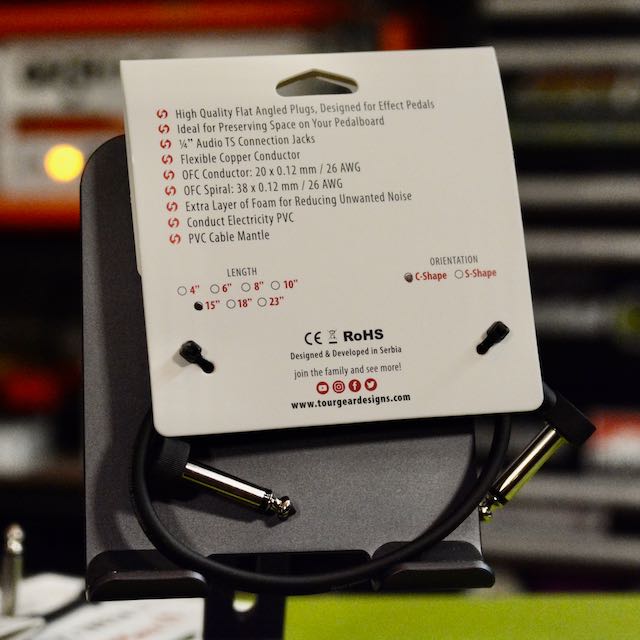 High Quality Flat Angled Plugs, Designed for Effect Pedals
Ideal for Preserving Space on Your Pedalboard
¼" Audio TS Connection Jacks
Flexible Copper Conductor
OFC Conductor: 20 x 0.12 mm / 26 AWG
OFC Spiral: 38 x 0.12 mm / 26 AWG
Extra Layer of Foam for Reducing Unwanted Noise
Conduct Electricity PVC
PVC Cable Mantle
LENGTH
4" 6" 8" 10"
15" 18" 23"
ORIENTATION
C-Shape S-Shape
CE RoHS
Designed & Developed in Serbia
join the family and see more!
www.tourgeardesigns.com